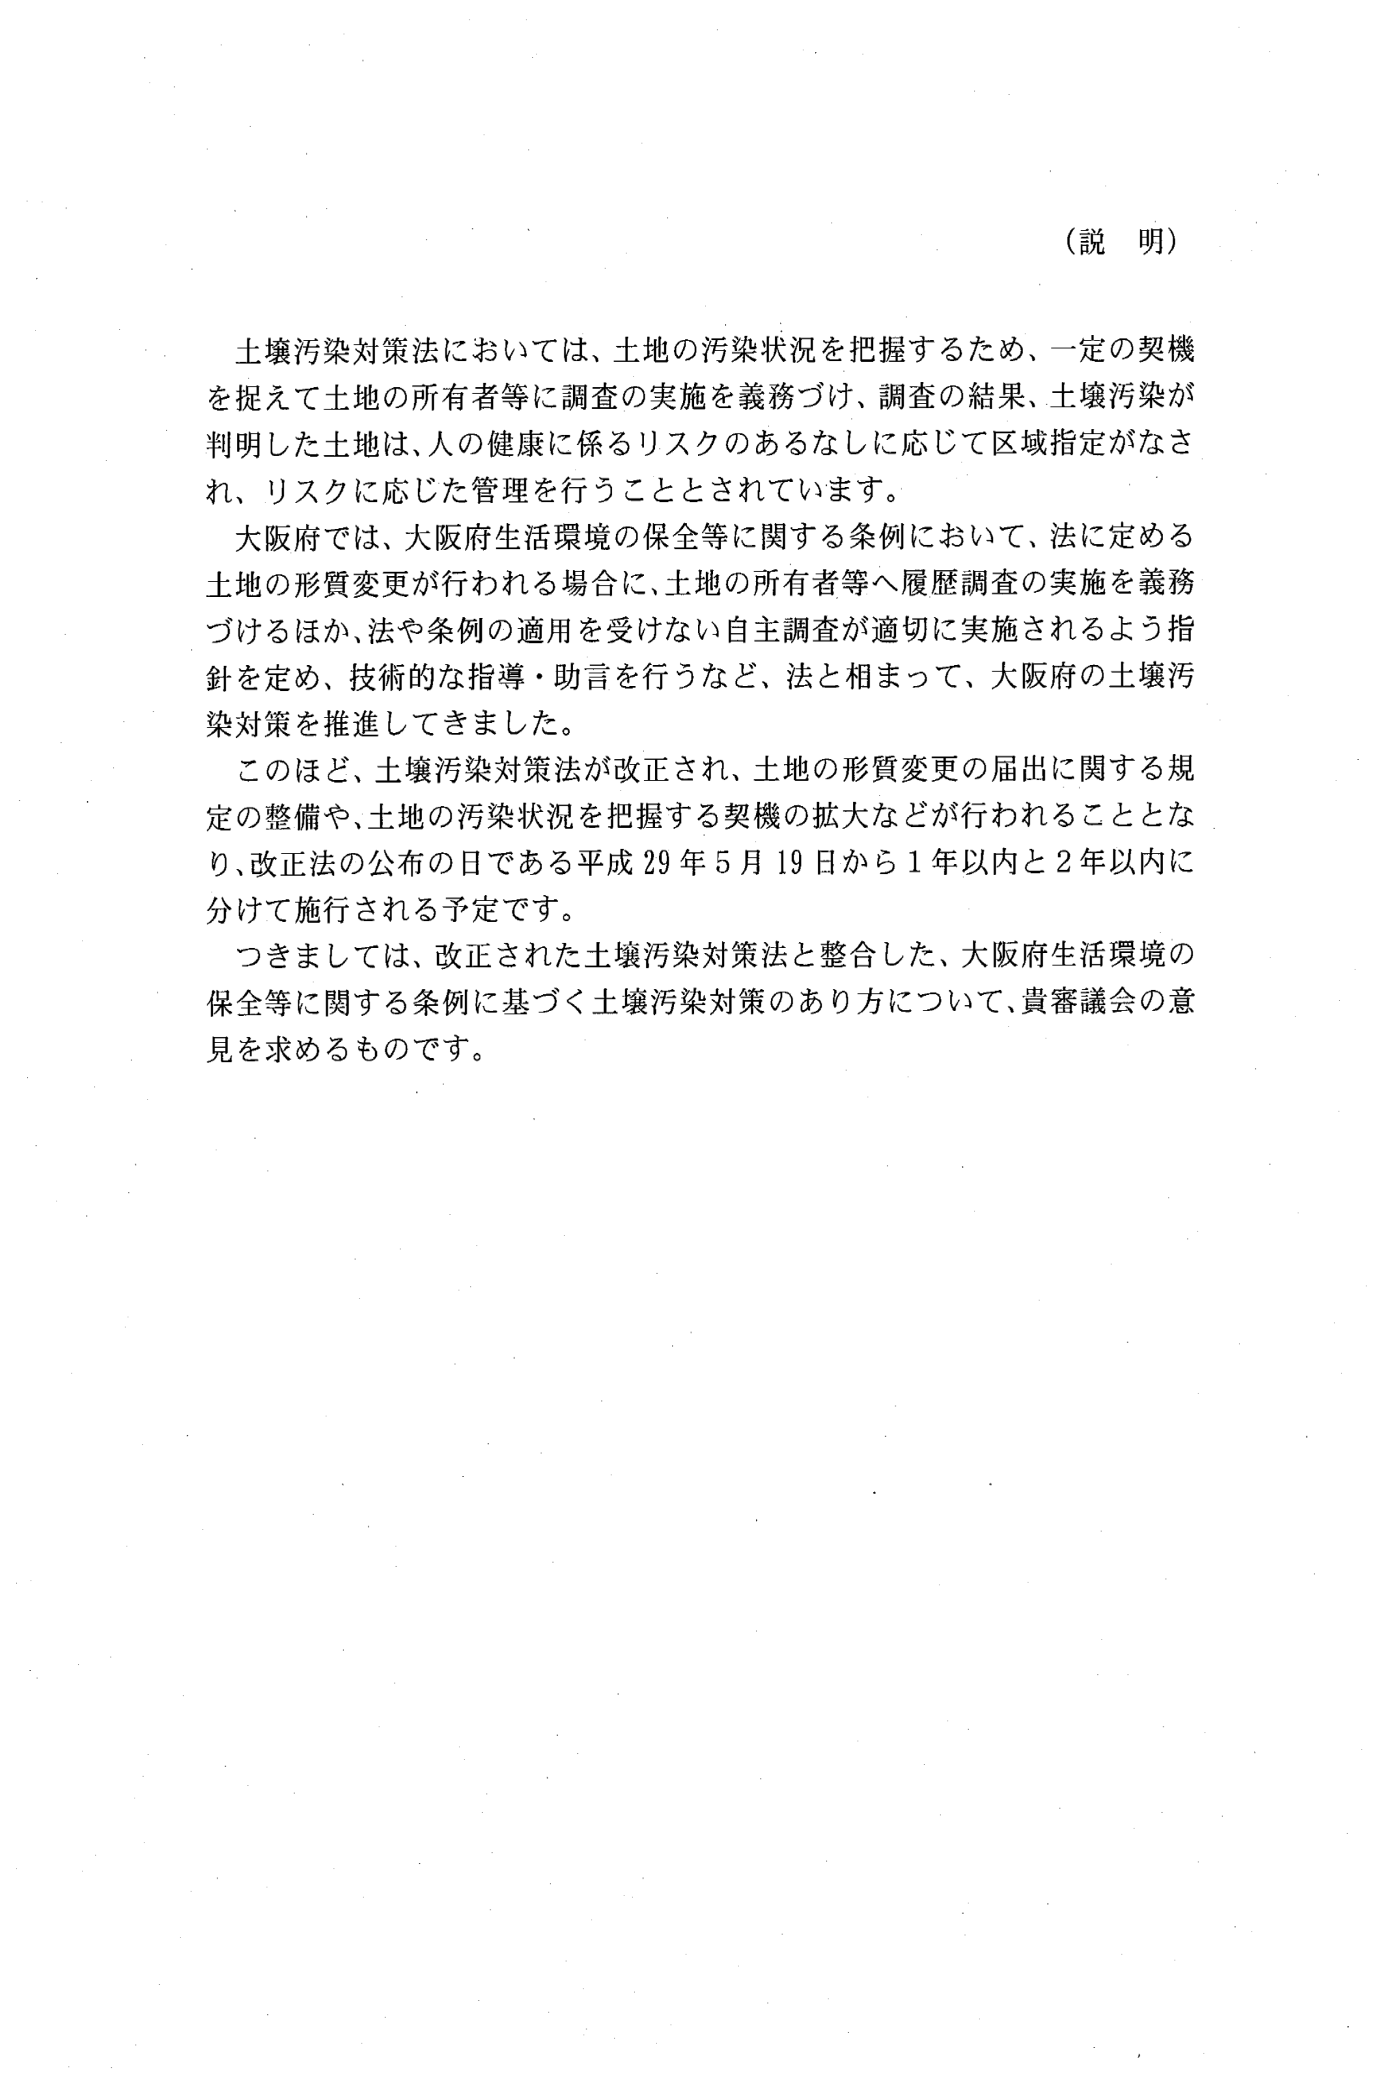 （説　明）
土壌汚染対策法においては、土地の汚染状況を把握するため、一定の契機
を捉えて土地の所有者等に調査の実施を義務づけ、調査の結果、土壌汚染が
判明した土地は、人の健康に係るリスクのあるなしに応じて区域指定がなさ
れ、リスクに応じた管理を行うこととされています。
大阪府では、大阪府生活環境の保全等に関する条例において、法に定める
土地の形質変更が行われる場合に、土地の所有者等へ履歴調査の実施を義務
づけるほか、法や条例の適用を受けない自主調査が適切に実施されるよう指
針を定め、技術的な指導・助言を行うなど、法と相まって、大阪府の土壌汚
染対策を推進してきました。
このほど、土壌汚染対策法が改正され、土地の形質変更の届出に関する規
定の整備や、土地の汚染状況を把握する契機の拡大などが行われることとな
り、改正法の公布の日である平成 29 年５月 19 日から１年以内と２年以内に
分けて施行される予定です。
つきましては、改正された土壌汚染対策法と整合した、大阪府生活環境の
保全等に関する条例に基づく土壌汚染対策のあり方について、貴審議会の意
見を求めるものです。